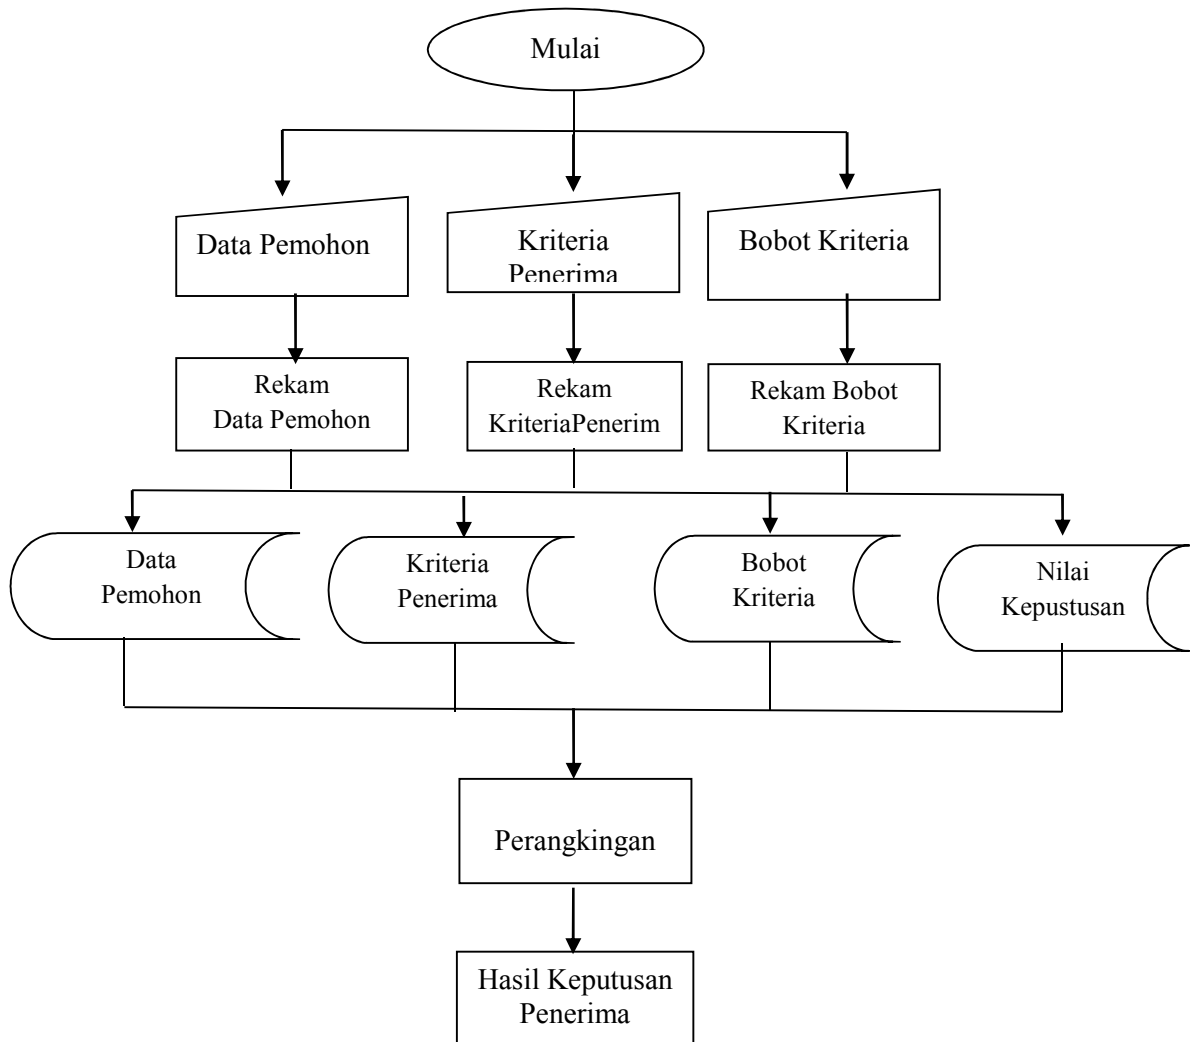 Mulai
Data Pemohon
Kriteria
Penerima
Bobot Kriteria
Rekam
Data Pemohon
Rekam
KriteriaPenerim
Rekam Bobot
Kriteria
Data
Pemohon
Kriteria
Penerima
Bobot
Kriteria
Nilai
Kepustusan
Perangkingan
Hasil Keputusan
Penerima